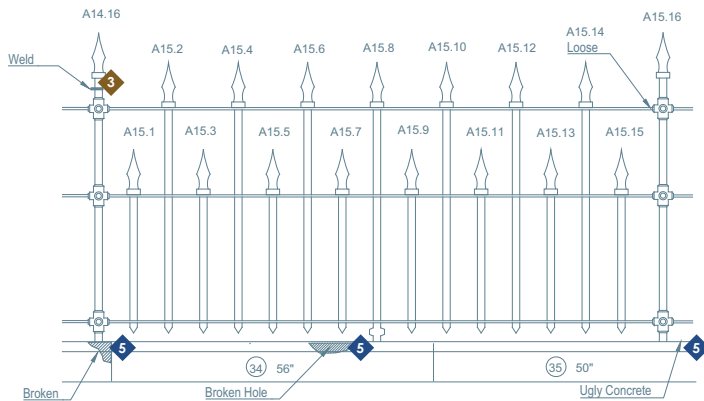 A14.16
A15.2
A15.4
A15.6
A15.8
A15.10
A15.12
A15.14
A15.16
Loose
Weld
3
A15.1
A15.3
A15.5
A15.7
A15.9
A15.11
A15.13
A15.15
5
5
5
34 56"
35 50"
Broken
Broken Hole
Ugly Concrete